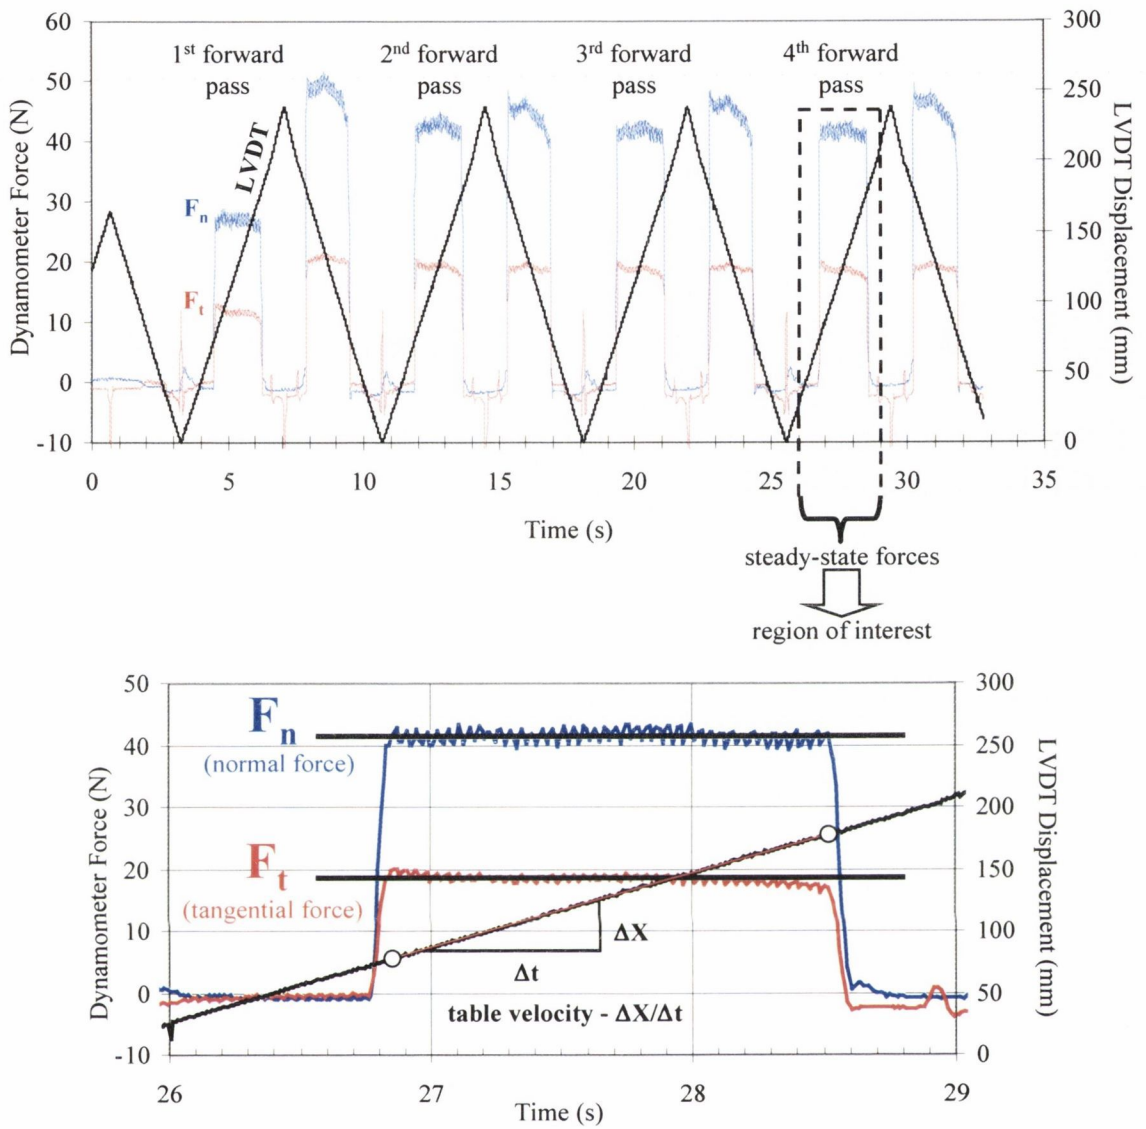 60
50
40
30
20
10
0
-10
Dynamometer Force (N)
1st forward
pass
2nd forward
pass
3rd forward
pass
4th forward
pass
LVDT
Fn
Ft
300
250
200
150
100
50
0
LVDT Displacement (mm)
0 5 10 15 20 25 30 35
Time (s)
steady-state forces
region of interest
50
40
30
20
10
0
-10
Dynamometer Force (N)
Fn
(normal force)
Ft
(tangential force)
ΔX
Δt
table velocity - ΔX/Δt
300
250
200
150
100
50
0
LVDT Displacement (mm)
26 27 28 29
Time (s)